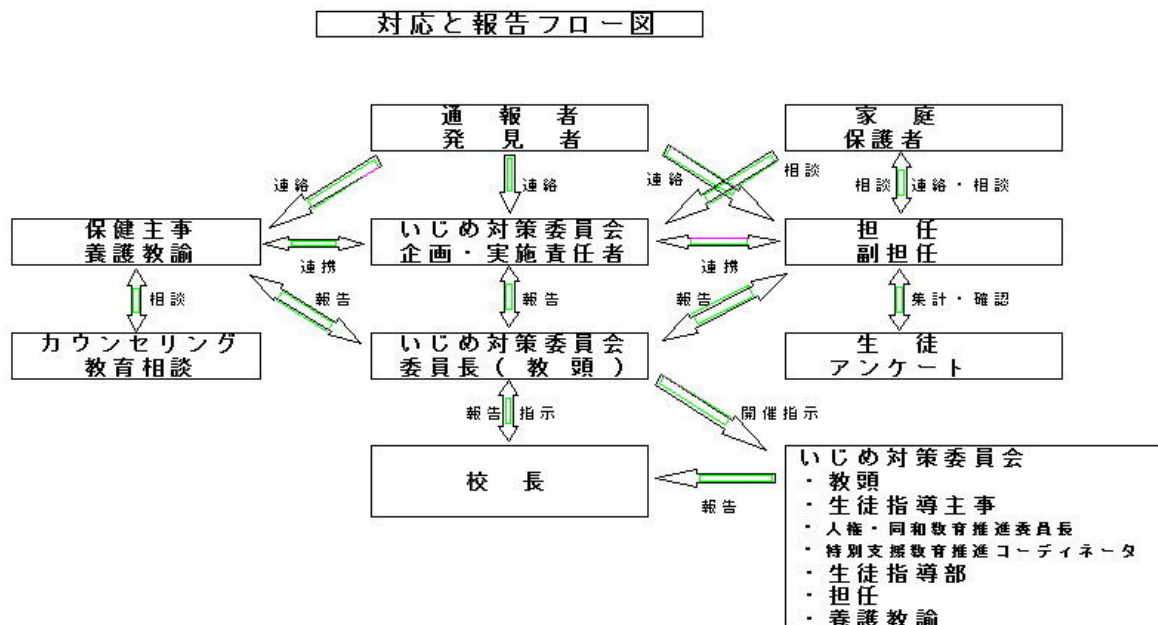 対応と報告フロー図
通報者
発見者
家庭
保護者
連絡
連絡
連絡
相談
相談
連絡・相談
保健主事
養護教諭
いじめ対策委員会
企画・実施責任者
担任
副担任
連携
連携
相談
報告
報告
報告
集計・確認
カウンセリング
教育相談
いじめ対策委員会
委員長(教頭)
生徒
アンケート
報告
指示
開催指示
校長
報告
いじめ対策委員会
・教頭
・生徒指導主事
・人権・同和教育推進委員長
・特別支援教育推進コーディネータ
・生徒指導部
・担任
・養護教諭